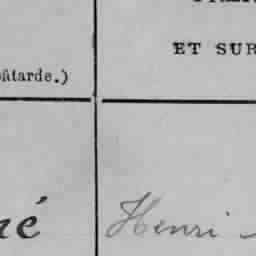 ET SUR
bâtarde.)
né
Henri